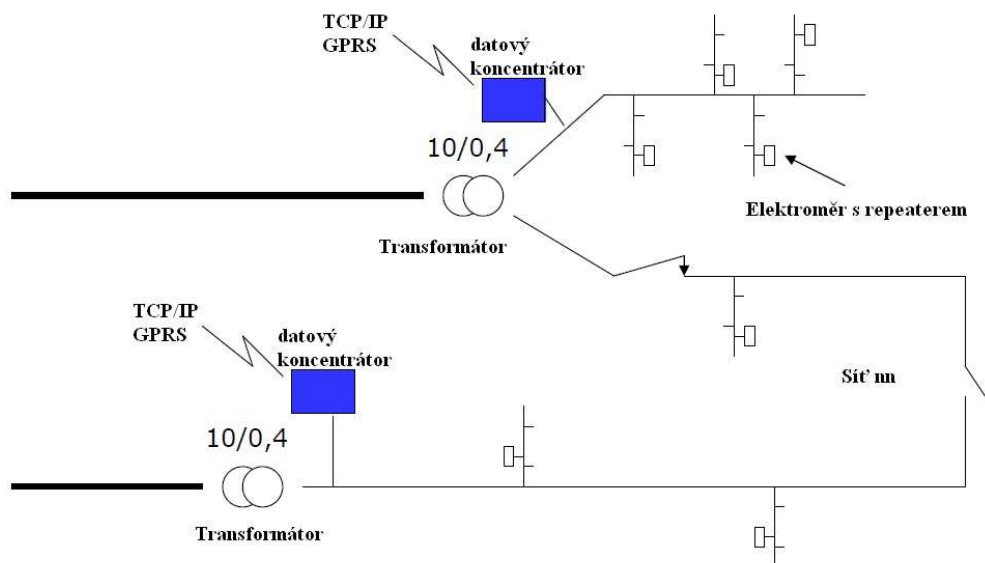 TCP/IP
GPRS
datový
koncentrátor
10/0,4
Transformátor
Elektroměr s repeaterem
TCP/IP
GPRS
datový
koncentrátor
Síť nn
10/0,4
Transformátor